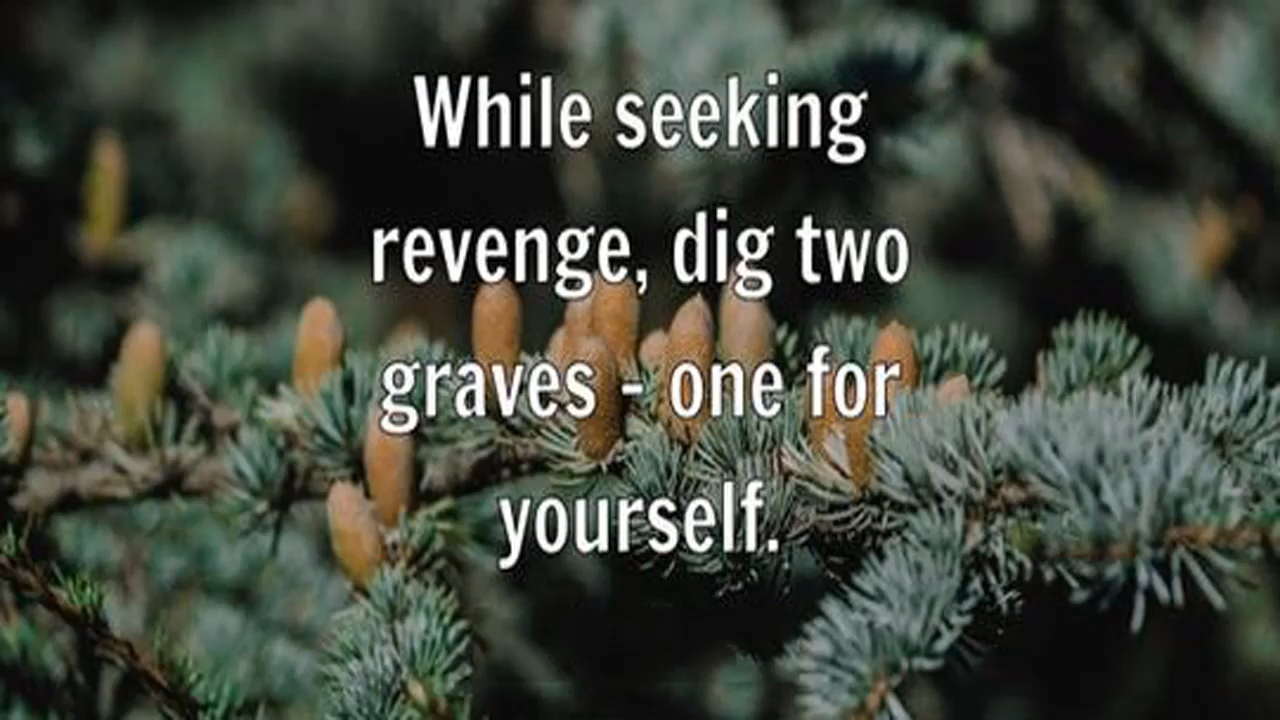 While seeking
revenge, dig two
graves - one for
yourself.